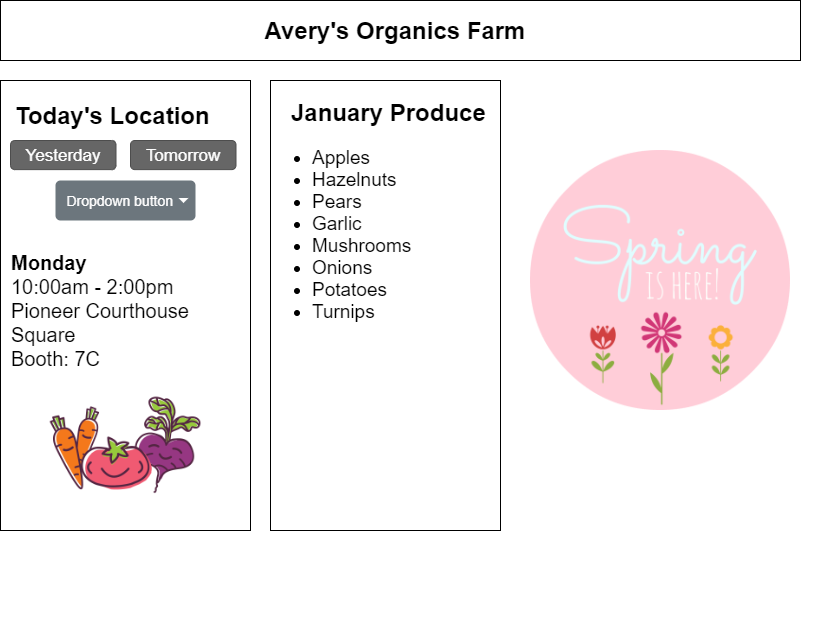 Avery's Organics Farm
Today's Location
Yesterday
Tomorrow
Dropdown button
Monday
10:00am - 2:00pm
Pioneer Courthouse
Square
Booth: 7C
January Produce
Apples
Hazelnuts
Pears
Garlic
Mushrooms
Onions
Potatoes
Turnips
Spring
IS HERE!